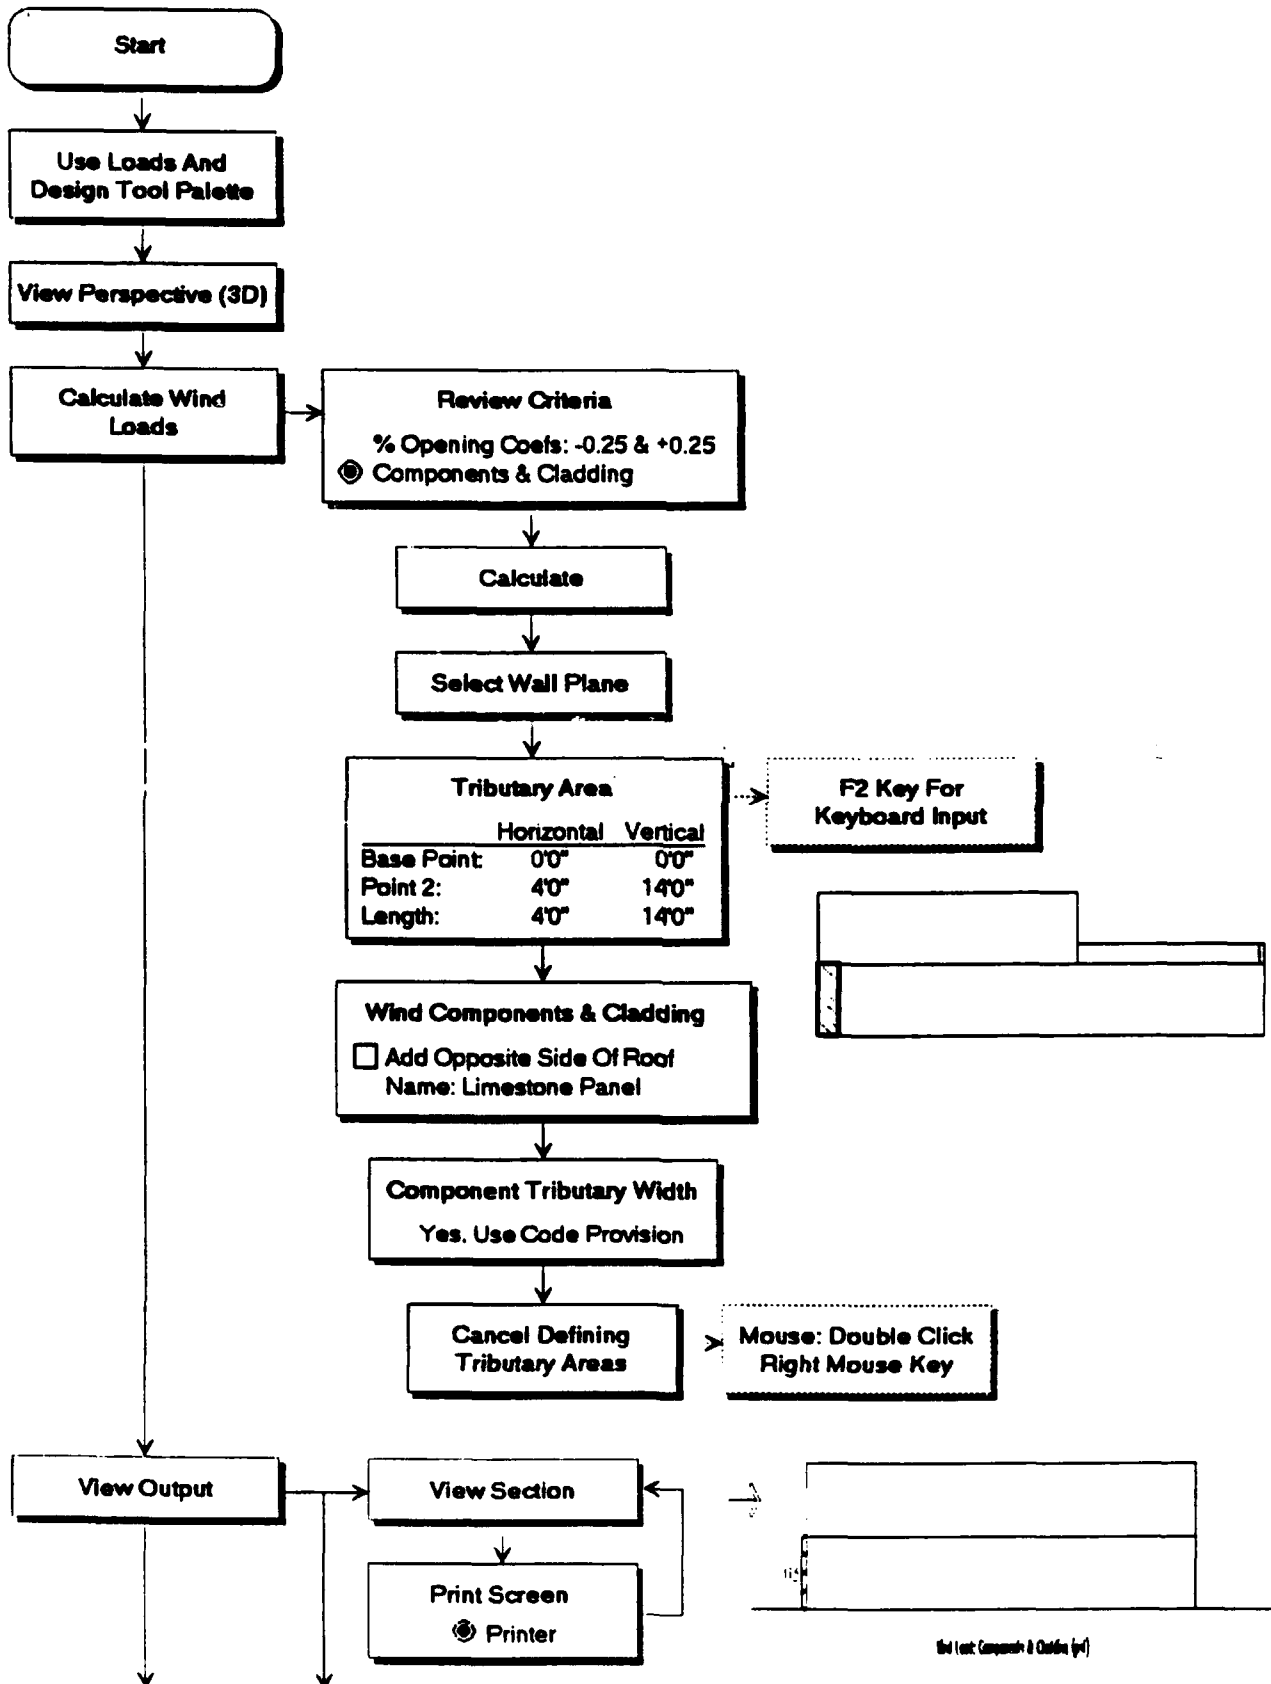 Start
Use Loads And
Design Tool Palette
View Perspective (3D)
Calculate Wind
Loads
Review Criteria
% Opening Coefs: -0.25 & +0.25
Components & Cladding
Calculate
Select Wall Plane
Tributary Area
Horizontal Vertical
Base Point: 0'0" 0'0"
Point 2: 4'0" 14'0"
Length: 4'0" 14'0"
F2 Key For
Keyboard Input
Wind Components & Cladding
Add Opposite Side Of Roof
Name: Limestone Panel
Component Tributary Width
Yes. Use Code Provision
Cancel Defining
Tributary Areas
Mouse: Double Click
Right Mouse Key
View Output
View Section
Print Screen
Printer
Components & Cladding (psf)